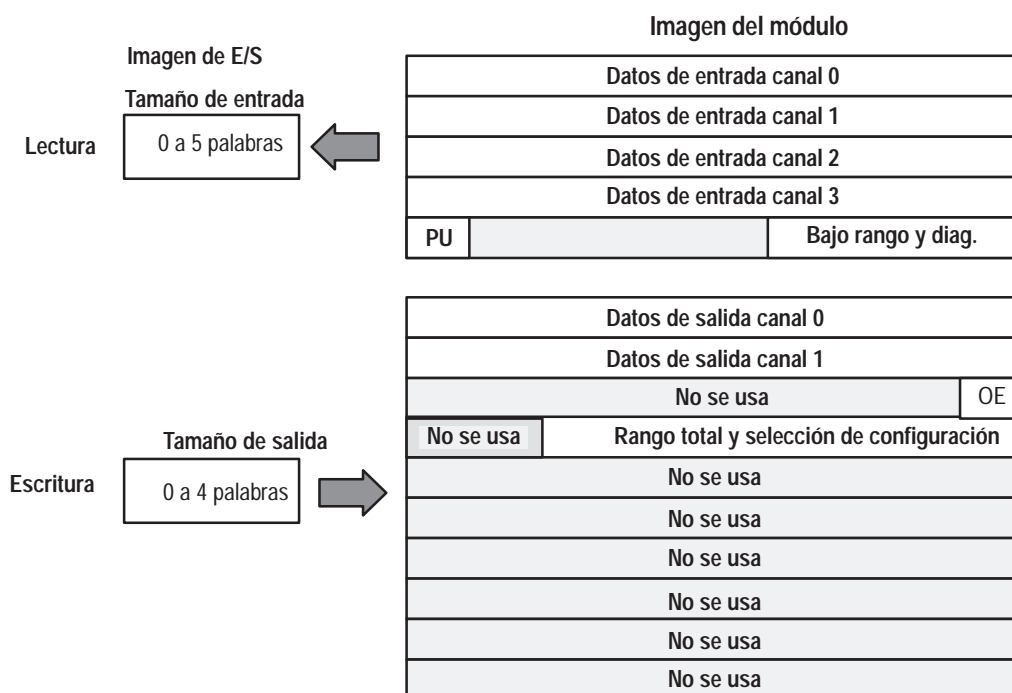 Imagen del módulo
Imagen de E/S
Tamaño de entrada
Lectura
0 a 5 palabras
Datos de entrada canal 0
Datos de entrada canal 1
Datos de entrada canal 2
Datos de entrada canal 3
PU
Bajo rango y diag.
Datos de salida canal 0
Datos de salida canal 1
No se usa
OE
No se usa
Rango total y selección de configuración
Tamaño de salida
Escritura
0 a 4 palabras
No se usa
No se usa
No se usa
No se usa
No se usa
No se usa